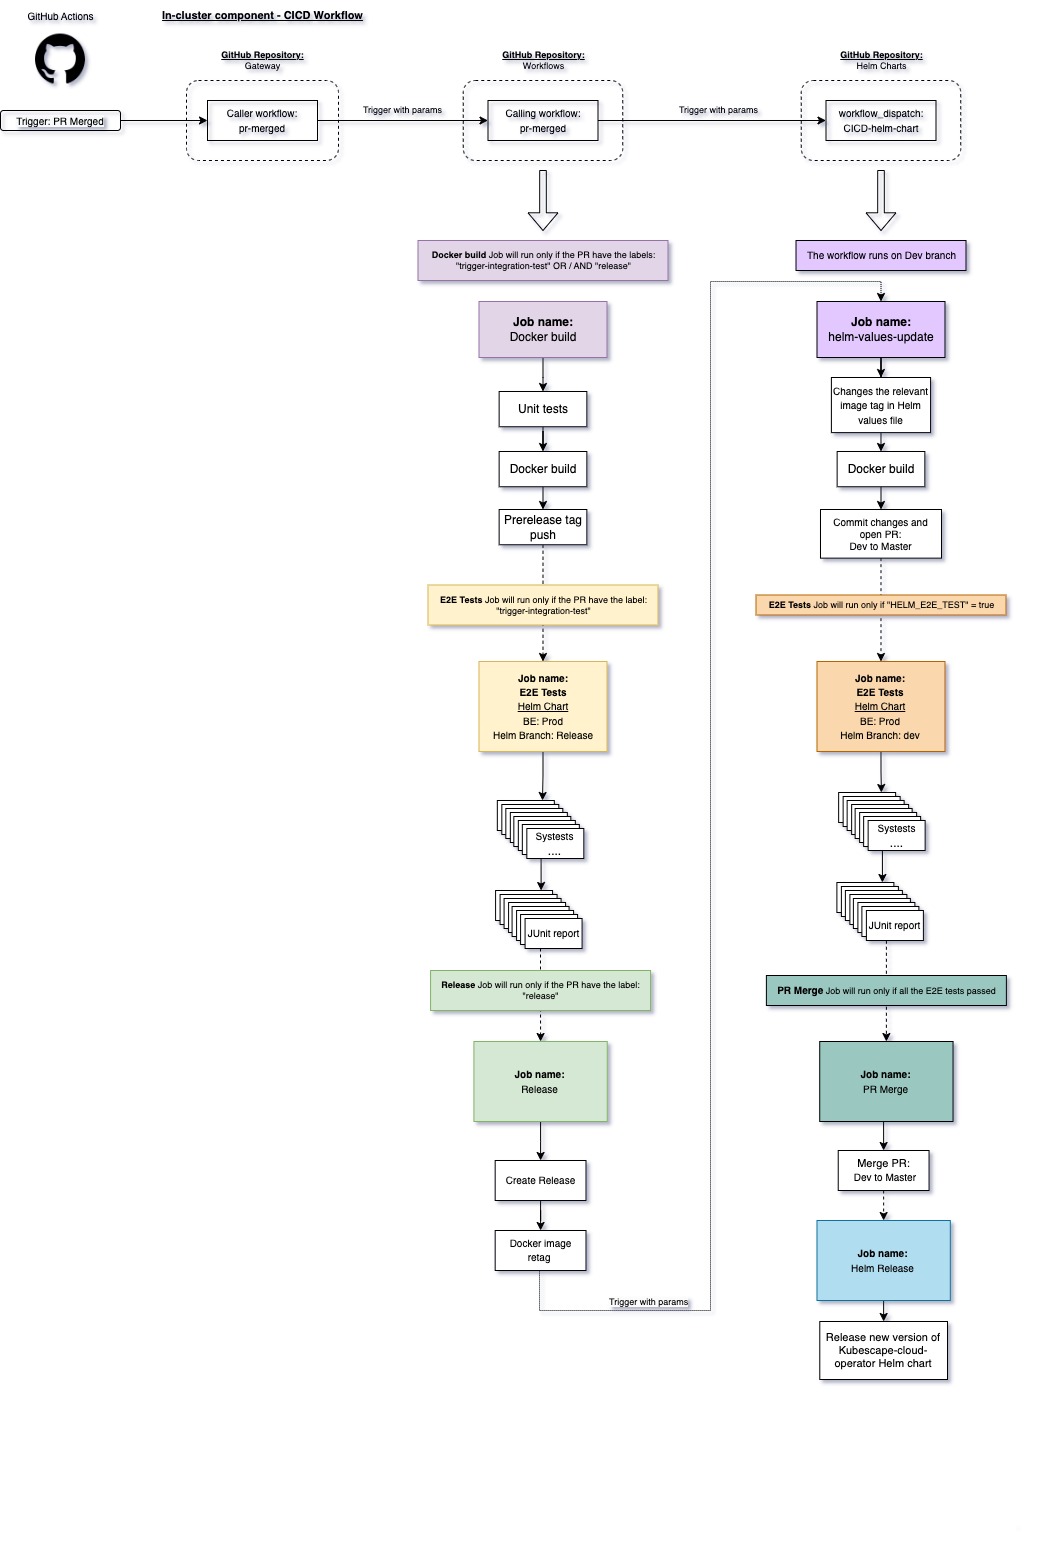 GitHub Actions
In-cluster component - CICD Workflow
GitHub Repository:
Gateway
GitHub Repository:
Workflows
GitHub Repository:
Helm Charts
Trigger: PR Merged
Caller workflow:
pr-merged
Trigger with params
Calling workflow:
pr-merged
Trigger with params
workflow_dispatch:
CICD-helm-chart
Docker build Job will run only if the PR have the labels:
"trigger-integration-test" OR / AND "release"
Job name:
Docker build
Unit tests
Docker build
Prerelease tag
push
E2E Tests Job will run only if the PR have the label:
"trigger-integration-test"
Job name:
E2E Tests
Helm Chart
BE: Prod
Helm Branch: Release
Systests
....
JUnit report
Release Job will run only if the PR have the label:
"release"
Job name:
Release
Create Release
Docker image
retag
Trigger with params
The workflow runs on Dev branch
Job name:
helm-values-update
Changes the relevant
image tag in Helm
values file
Docker build
Commit changes and
open PR:
Dev to Master
E2E Tests Job will run only if "HELM_E2E_TEST" = true
Job name:
E2E Tests
Helm Chart
BE: Prod
Helm Branch: dev
Systests
....
JUnit report
PR Merge Job will run only if all the E2E tests passed
Job name:
PR Merge
Merge PR:
Dev to Master
Job name:
Helm Release
Release new version of
Kubescape-cloud-
operator Helm chart